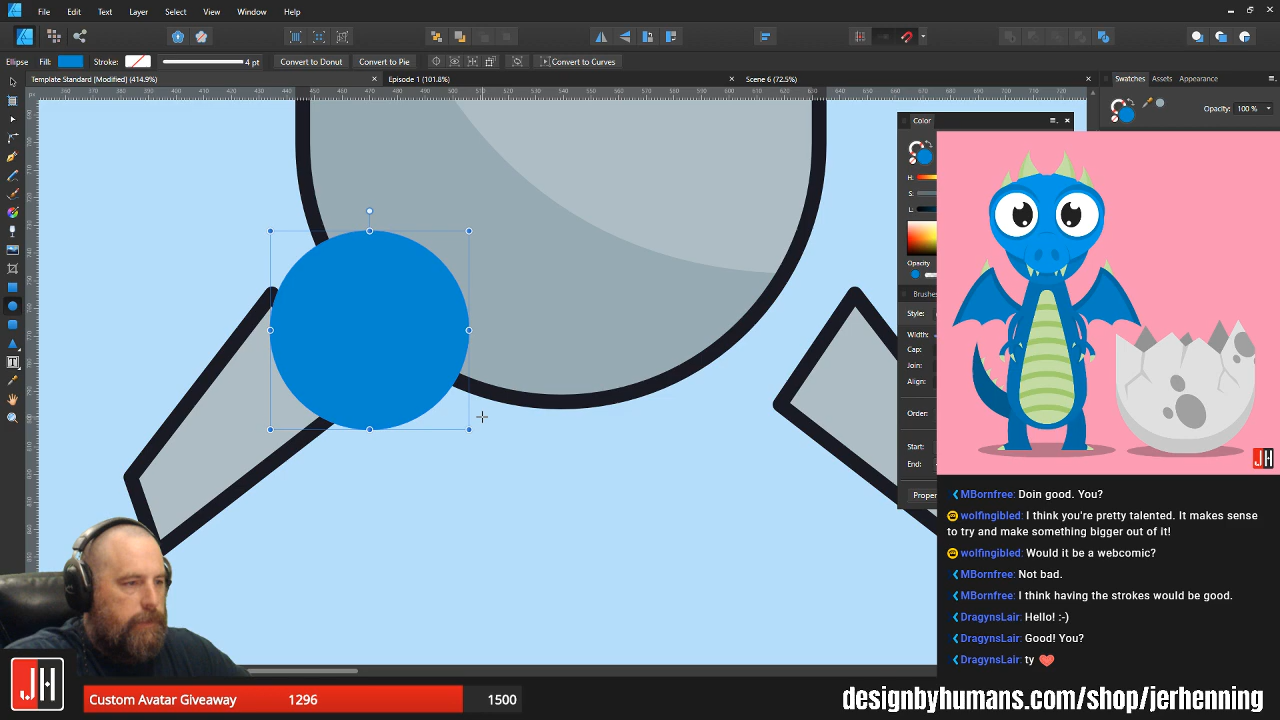 File Edit Text Layer Select View Window Help
Ellipse Fill: Stroke: 4 pt Convert to Donut Convert to Pie Convert to Curves
Template Standard [Modified] (414.9%) Episode 1 (101.8%) Scene 6 (72.5%)
Swatches Assets Appearance
Opacity: 100 %
Color
H:
S:
L:
Opacity
Brushes
Style:
Width:
Cap:
Join:
Align:
Order:
Start:
End:
Proper
JH
MBornfree: Doin good. You?
wolfingibled: I think you're pretty talented. It makes sense
to try and make something bigger out of it!
wolfingibled: Would it be a webcomic?
MBornfree: Not bad.
MBornfree: I think having the strokes would be good.
DragynsLair: Hello! :-)
DragynsLair: Good! You?
DragynsLair: ty
JH
Custom Avatar Giveaway 1296 1500
designbyhumans.com/shop/jerhenning